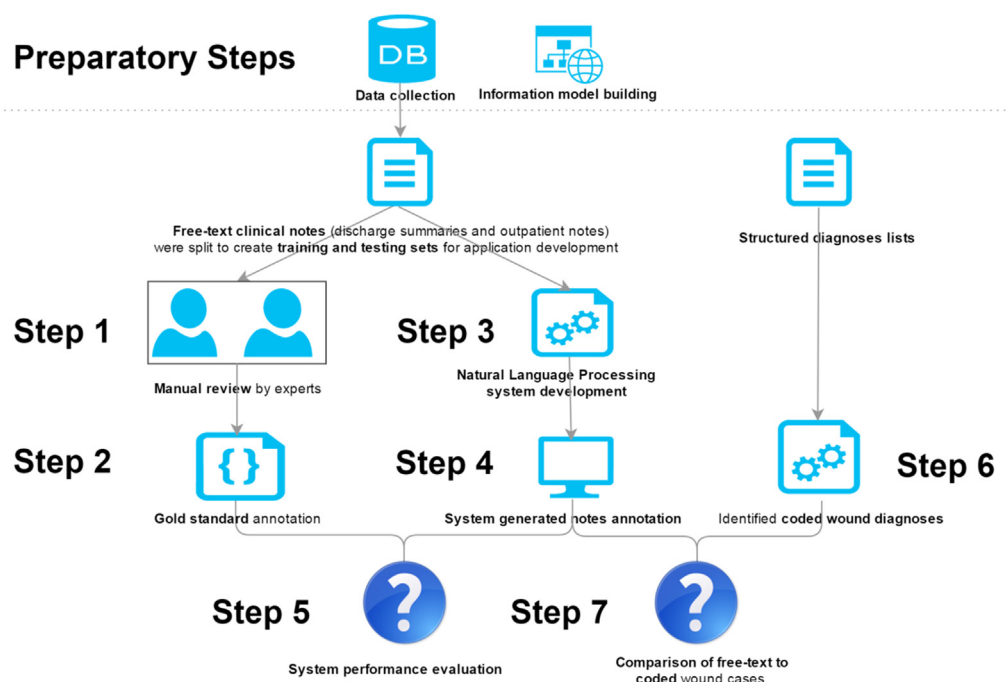 Preparatory Steps
DB
Data collection
Information model building
Free-text clinical notes (discharge summaries and outpatient notes)
were split to create training and testing sets for application development
Structured diagnoses lists
Step 1
Step 3
Manual review by experts
Natural Language Processing
system development
Step 2
{ }
Step 4
Step 6
Gold standard annotation
System generated notes annotation
Identified coded wound diagnoses
Step 5
?
Step 7
?
System performance evaluation
Comparison of free-text to
coded wound cases